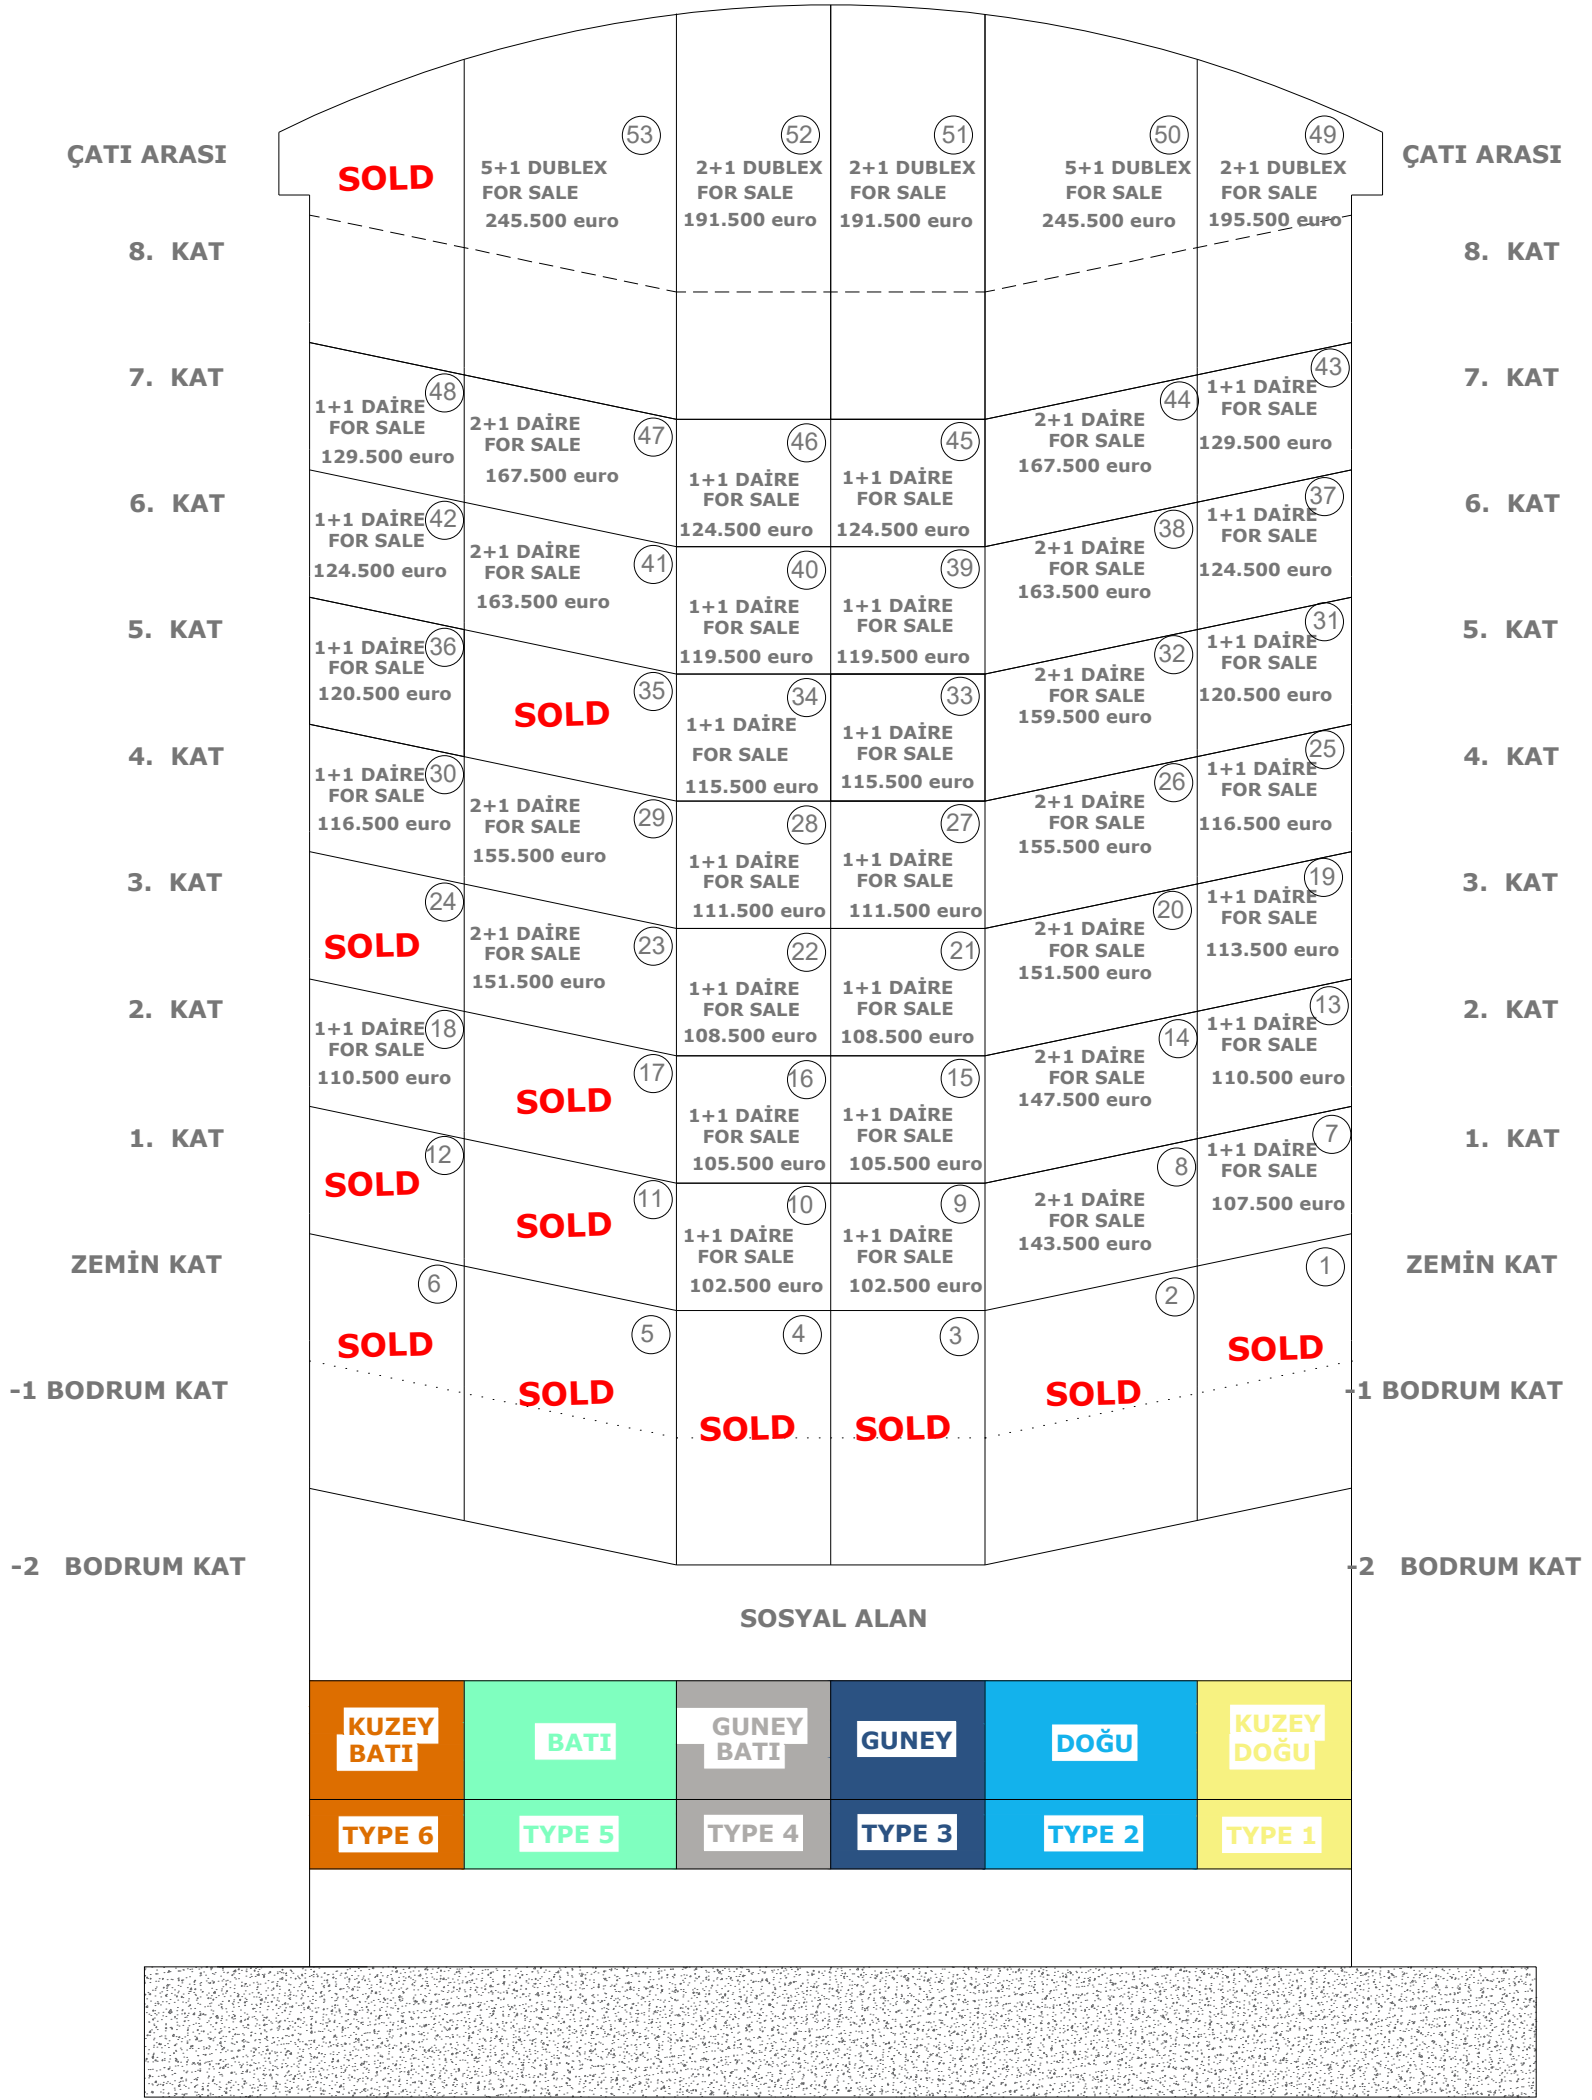 ÇATI ARASI
SOLD
53
5+1 DUBLEX
FOR SALE
245.500 euro
52
2+1 DUBLEX
FOR SALE
191.500 euro
51
2+1 DUBLEX
FOR SALE
191.500 euro
50
5+1 DUBLEX
FOR SALE
245.500 euro
49
2+1 DUBLEX
FOR SALE
195.500 euro
ÇATI ARASI
8. KAT
8. KAT
7. KAT
48
1+1 DAİRE
FOR SALE
129.500 euro
47
2+1 DAİRE
FOR SALE
167.500 euro
46
1+1 DAİRE
FOR SALE
124.500 euro
45
1+1 DAİRE
FOR SALE
124.500 euro
44
2+1 DAİRE
FOR SALE
167.500 euro
43
1+1 DAİRE
FOR SALE
129.500 euro
7. KAT
6. KAT
42
1+1 DAİRE
FOR SALE
124.500 euro
41
2+1 DAİRE
FOR SALE
163.500 euro
40
1+1 DAİRE
FOR SALE
119.500 euro
39
1+1 DAİRE
FOR SALE
119.500 euro
38
2+1 DAİRE
FOR SALE
163.500 euro
37
1+1 DAİRE
FOR SALE
124.500 euro
6. KAT
5. KAT
36
1+1 DAİRE
FOR SALE
120.500 euro
35
SOLD
34
1+1 DAİRE
FOR SALE
115.500 euro
33
1+1 DAİRE
FOR SALE
115.500 euro
32
2+1 DAİRE
FOR SALE
159.500 euro
31
1+1 DAİRE
FOR SALE
120.500 euro
5. KAT
4. KAT
30
1+1 DAİRE
FOR SALE
116.500 euro
29
2+1 DAİRE
FOR SALE
155.500 euro
28
1+1 DAİRE
FOR SALE
111.500 euro
27
1+1 DAİRE
FOR SALE
111.500 euro
26
2+1 DAİRE
FOR SALE
155.500 euro
25
1+1 DAİRE
FOR SALE
116.500 euro
4. KAT
3. KAT
24
SOLD
23
2+1 DAİRE
FOR SALE
151.500 euro
22
1+1 DAİRE
FOR SALE
108.500 euro
21
1+1 DAİRE
FOR SALE
108.500 euro
20
2+1 DAİRE
FOR SALE
151.500 euro
19
1+1 DAİRE
FOR SALE
113.500 euro
3. KAT
2. KAT
18
1+1 DAİRE
FOR SALE
110.500 euro
17
SOLD
16
1+1 DAİRE
FOR SALE
105.500 euro
15
1+1 DAİRE
FOR SALE
105.500 euro
14
2+1 DAİRE
FOR SALE
147.500 euro
13
1+1 DAİRE
FOR SALE
110.500 euro
2. KAT
1. KAT
12
SOLD
11
SOLD
10
1+1 DAİRE
FOR SALE
102.500 euro
9
1+1 DAİRE
FOR SALE
102.500 euro
8
2+1 DAİRE
FOR SALE
143.500 euro
7
1+1 DAİRE
FOR SALE
107.500 euro
1. KAT
ZEMİN KAT
6
SOLD
5
SOLD
4
SOLD
3
SOLD
2
SOLD
1
SOLD
ZEMİN KAT
-1 BODRUM KAT
-1 BODRUM KAT
-2 BODRUM KAT
-2 BODRUM KAT
SOSYAL ALAN
KUZEY
BATI
BATI
GUNEY
BATI
GUNEY
DOĞU
KUZEY
DOĞU
TYPE 6
TYPE 5
TYPE 4
TYPE 3
TYPE 2
TYPE 1